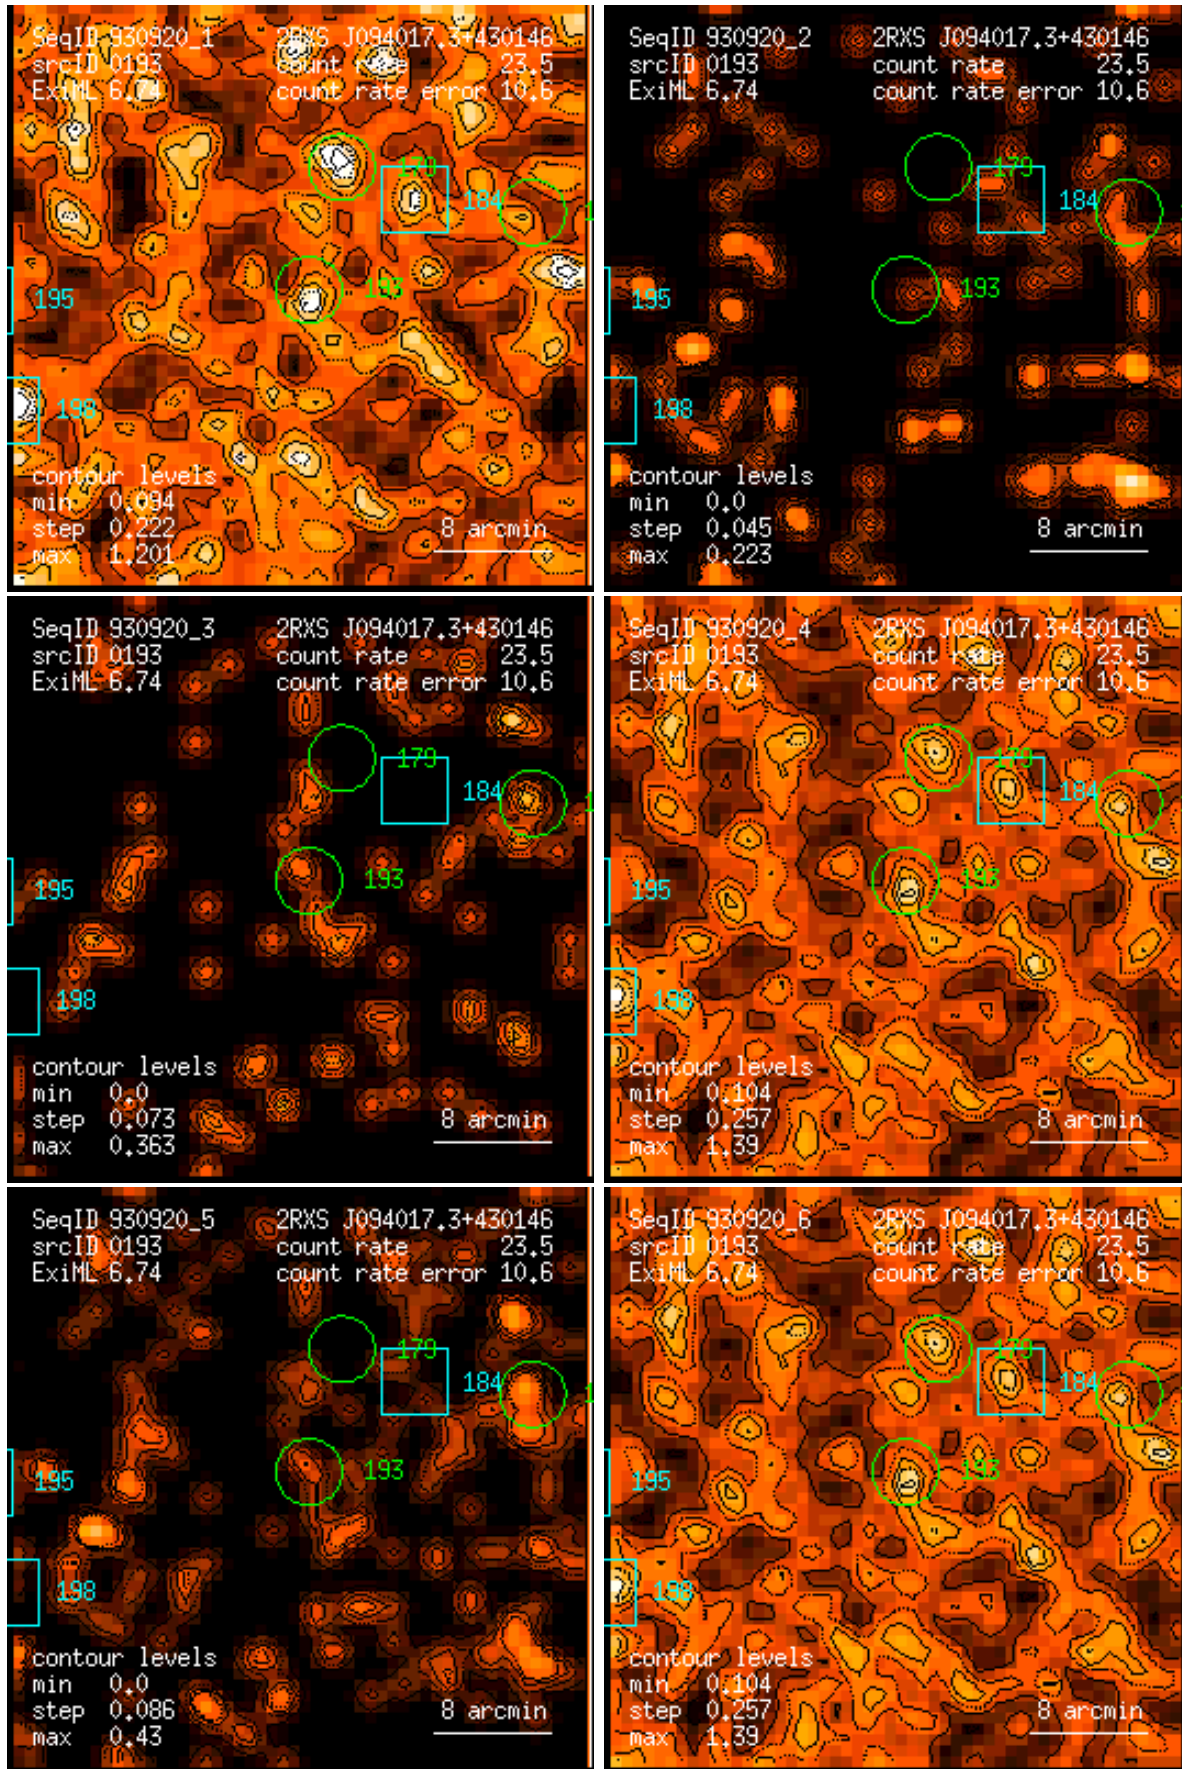 SeqID 930920_1 2RXS J094017.3+430146
srcID 0193 count rate 23.5
ExiML 6.74 count rate error 10.6
179
184
193
195
198
contour levels
min 0.094
step 0.222
max 1.201
8 arcmin
SeqID 930920_2 2RXS J094017.3+430146
srcID 0193 count rate 23.5
ExiML 6.74 count rate error 10.6
179
184
193
195
198
contour levels
min 0.0
step 0.045
max 0.223
8 arcmin
SeqID 930920_3 2RXS J094017.3+430146
srcID 0193 count rate 23.5
ExiML 6.74 count rate error 10.6
179
184
193
195
198
contour levels
min 0.0
step 0.073
max 0.363
8 arcmin
SeqID 930920_4 2RXS J094017.3+430146
srcID 0193 count rate 23.5
ExiML 6.74 count rate error 10.6
179
184
193
195
198
contour levels
min 0.104
step 0.257
max 1.39
8 arcmin
SeqID 930920_5 2RXS J094017.3+430146
srcID 0193 count rate 23.5
ExiML 6.74 count rate error 10.6
179
184
193
195
198
contour levels
min 0.0
step 0.086
max 0.43
8 arcmin
SeqID 930920_6 2RXS J094017.3+430146
srcID 0193 count rate 23.5
ExiML 6.74 count rate error 10.6
179
184
193
195
198
contour levels
min 0.104
step 0.257
max 1.39
8 arcmin